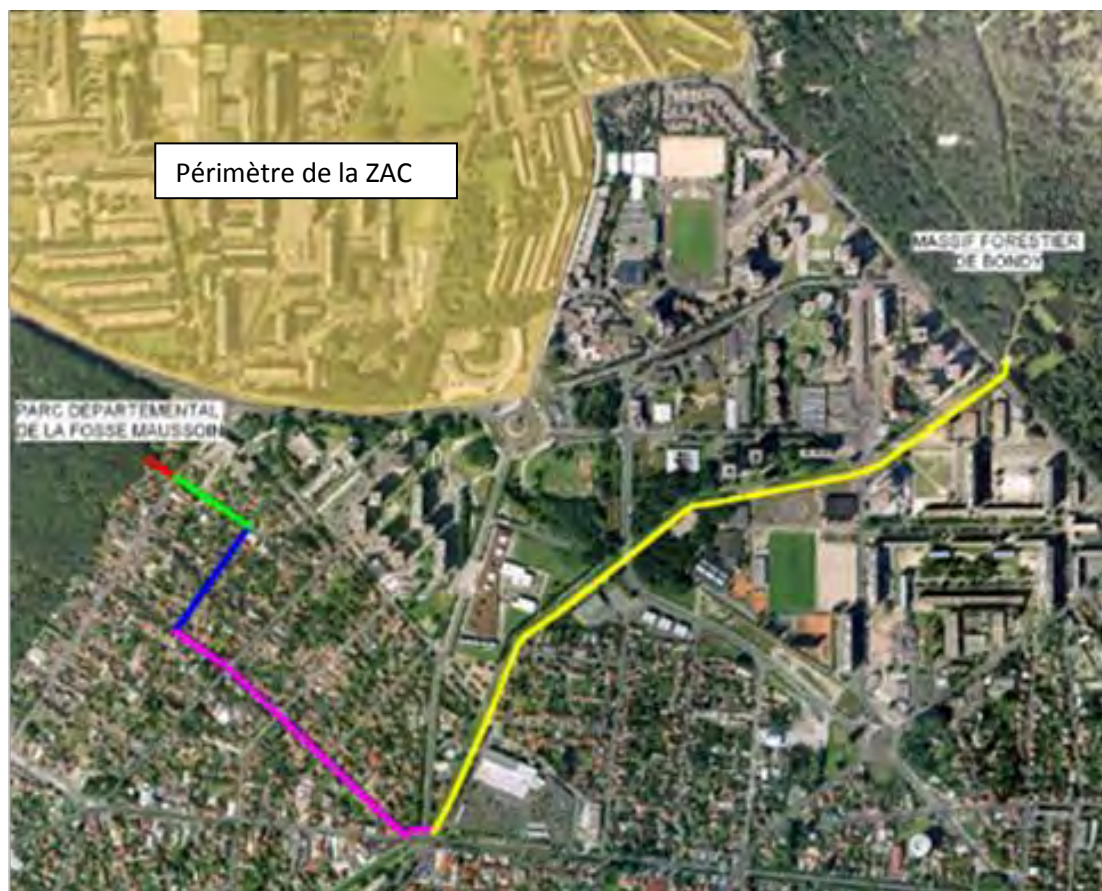 Périmètre de la ZAC
MASSIF FORESTIER
DE BONDY
PARC DEPARTEMENTAL
DE LA FOSSE MAUSSOIN